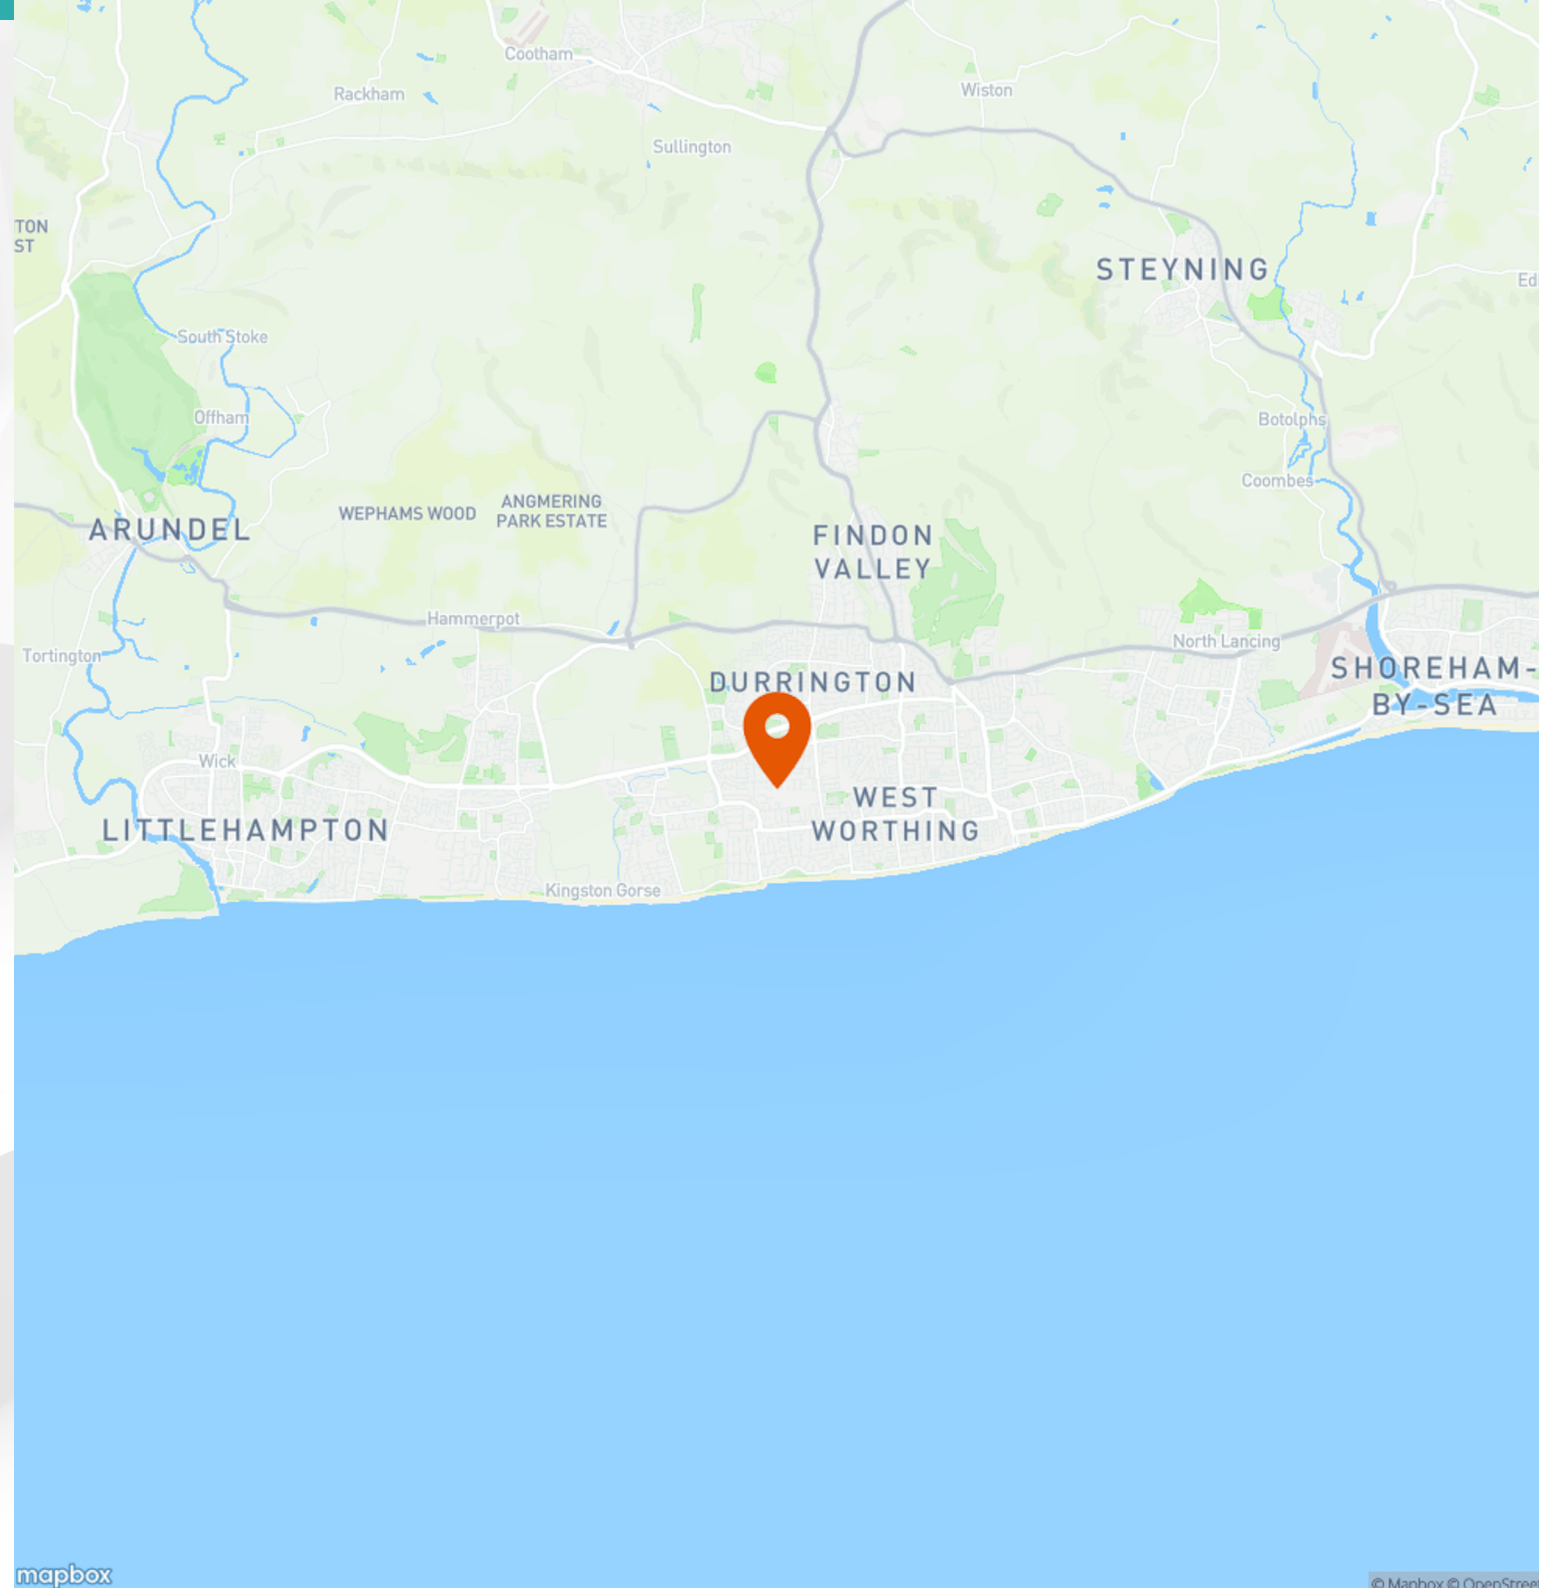 Cootham
Rackham
Wiston
Sullington
TON
ST
STEYNING
Ed
South Stoke
Offham
Botolphs
Coombes
WEPHAMS WOOD
ANGMERING
PARK ESTATE
ARUNDEL
FINDON
VALLEY
Hammerpot
North Lancing
Tortington
DURRINGTON
SHOREHAM-
BY-SEA
Wick
WEST
WORTHING
LITTLEHAMPTON
Kingston Gorse
mapbox
© Mapbox © OpenStree